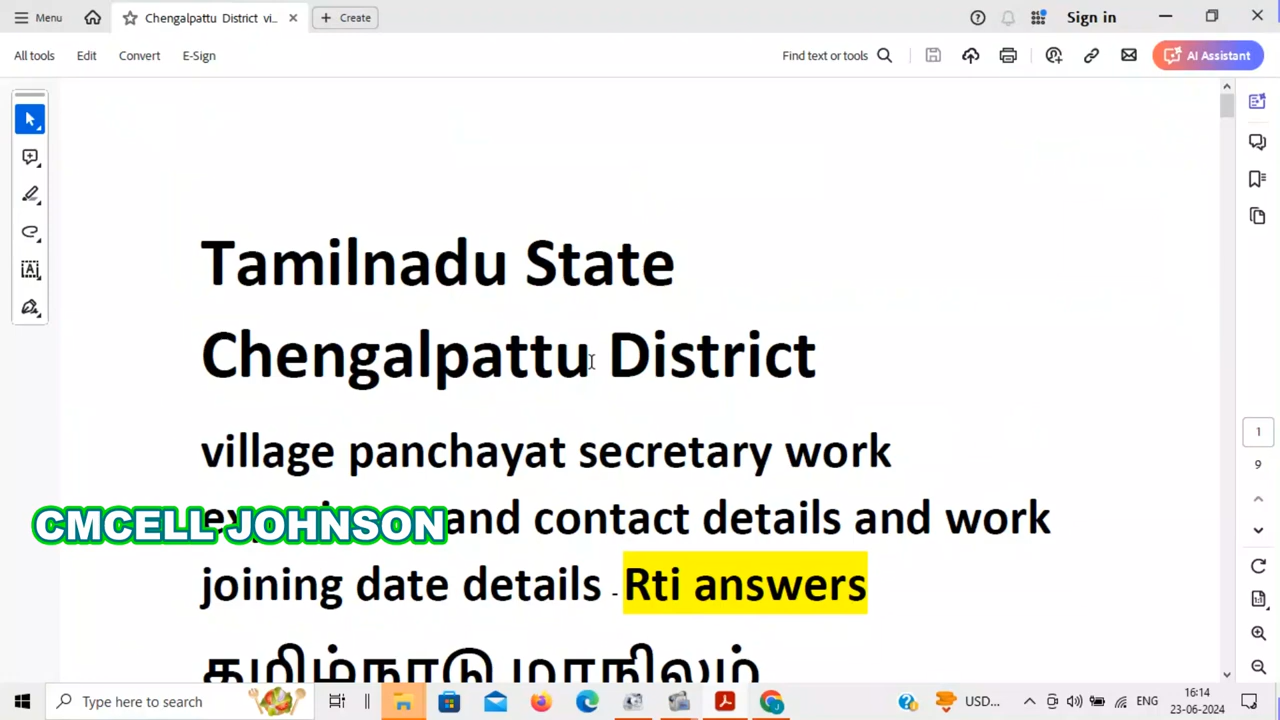 Menu
Chengalpattu District vi...
Create
Sign in
All tools
Edit
Convert
E-Sign
Find text or tools
AI Assistant
Tamilnadu State
Chengalpattu District
village panchayat secretary work
and contact details and work
CMCELL JOHNSON
joining date details - Rti answers
தமிழ்நாடு மாநிலம்
1
9
Type here to search
USD...
ENG
16:14
23-06-2024